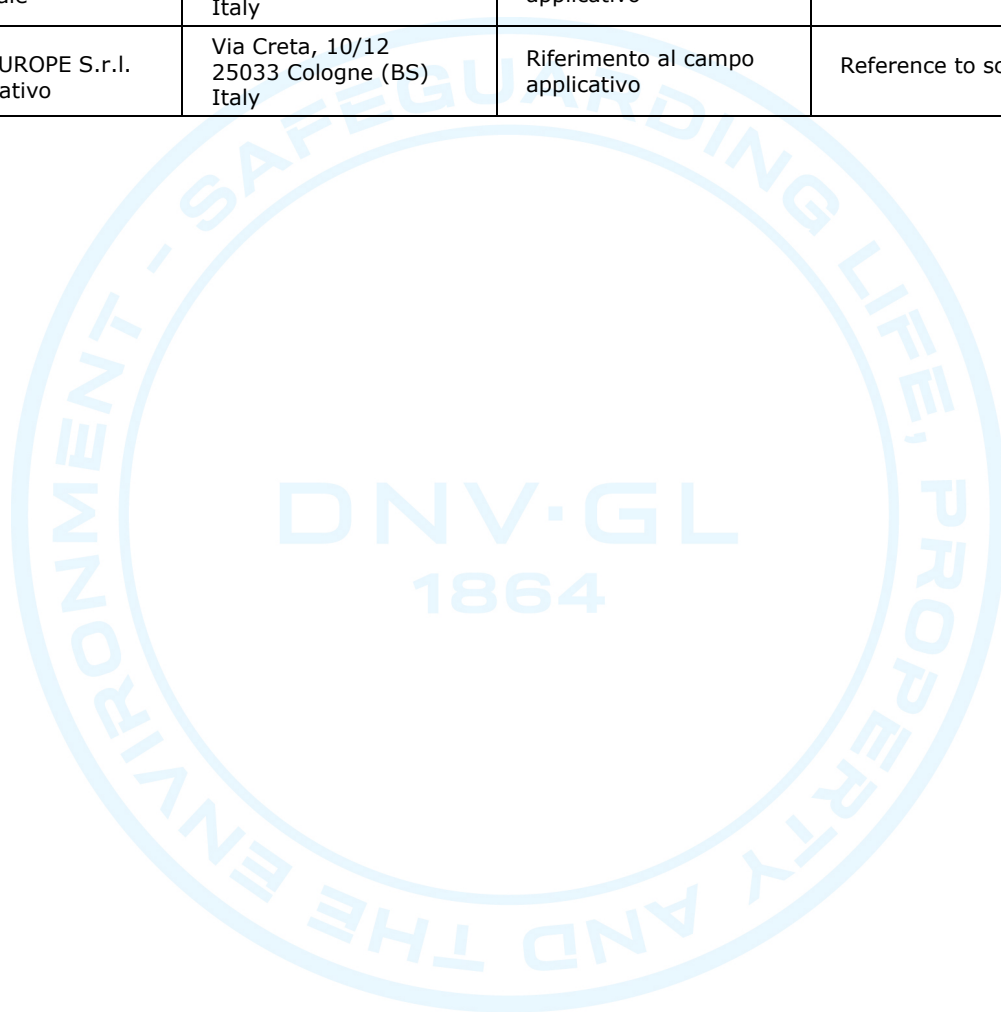 Italy
applicativo
UROPE S.r.l.
ativo
Via Creta, 10/12
25033 Cologne (BS)
Italy
Riferimento al campo
applicativo
Reference to
SAFEGUARDING LIFE, PROPERTY AND THE ENVIRONMENT -
DNV·GL
1864